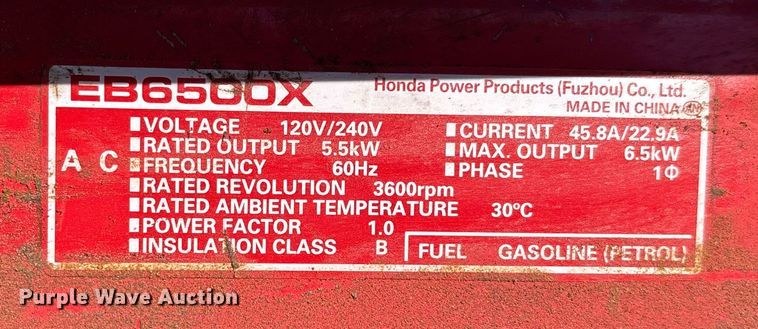 EB6500X
Honda Power Products (Fuzhou) Co., Ltd.
MADE IN CHINA
AC
VOLTAGE 120V/240V
CURRENT 45.8A/22.9A
RATED OUTPUT 5.5kW
MAX. OUTPUT 6.5kW
FREQUENCY 60Hz
PHASE 1Φ
RATED REVOLUTION 3600rpm
RATED AMBIENT TEMPERATURE 30ºC
POWER FACTOR 1.0
INSULATION CLASS B
FUEL GASOLINE (PETROL)
Purple Wave Auction